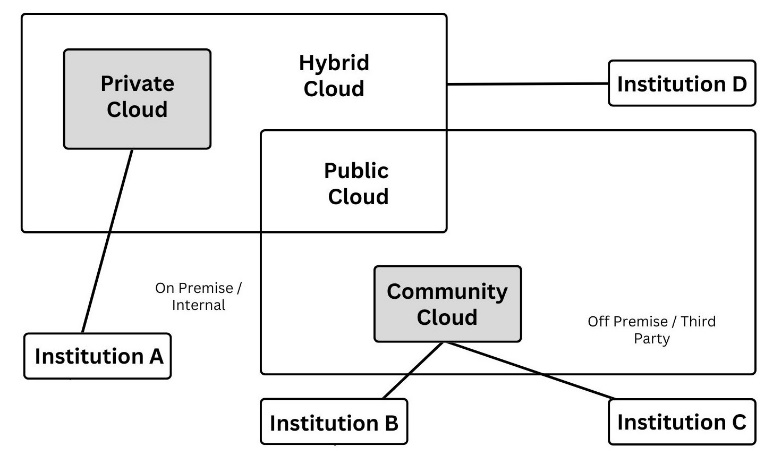 Private
Cloud
Hybrid
Cloud
Institution D
Public
Cloud
On Premise /
Internal
Community
Cloud
Off Premise / Third
Party
Institution A
Institution B
Institution C